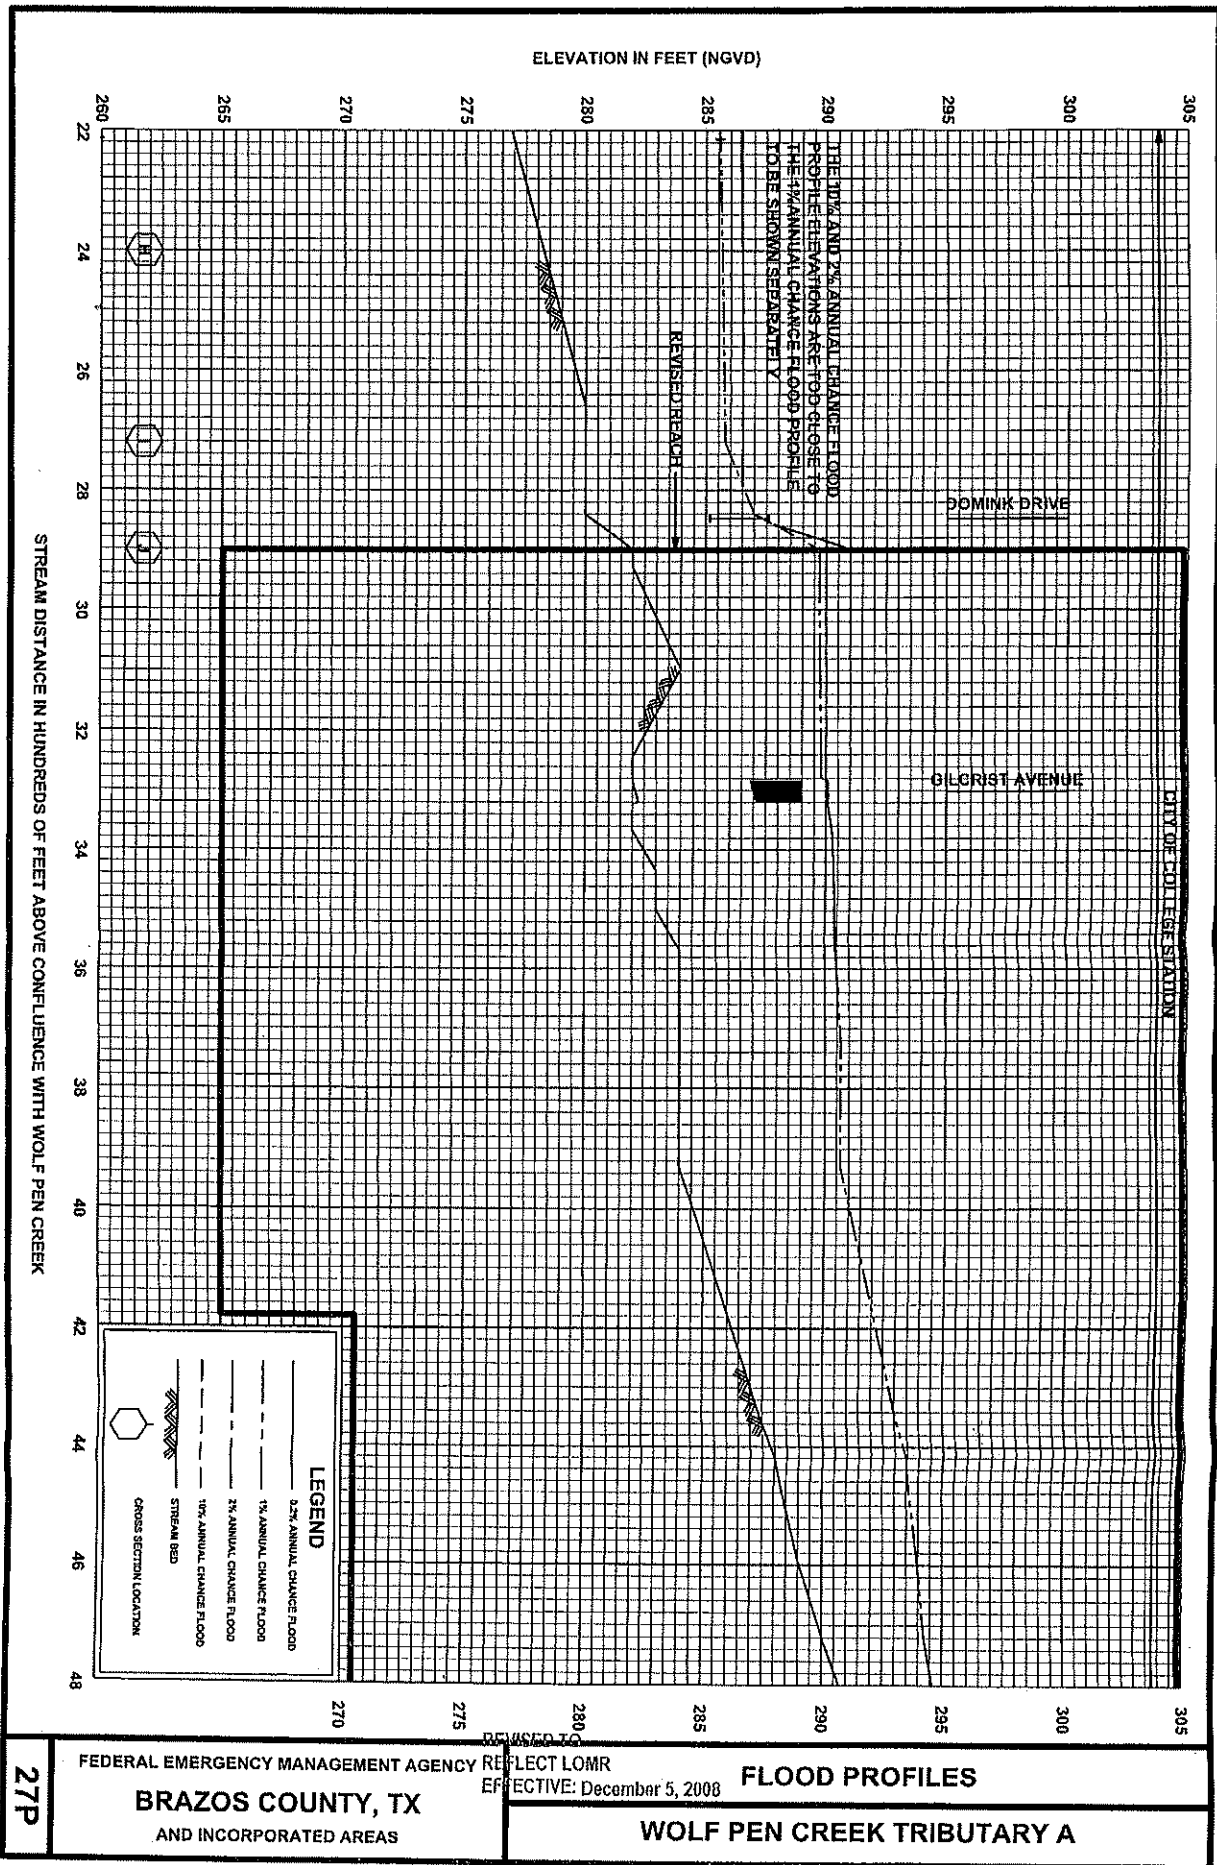 ELEVATION IN FEET (NGVD)
260
265
270
275
280
285
290
295
300
305
22
24
26
28
30
32
34
36
38
40
42
44
46
48
THE 10% AND 2% ANNUAL CHANCE FLOOD
PROFILE ELEVATIONS ARE TOO CLOSE TO
THE 1% ANNUAL CHANCE FLOOD PROFILE
TO BE SHOWN SEPARATELY
REVISED REACH
DOMINK DRIVE
GILCRIST AVENUE
CITY OF COLLEGE STATION
H
I
J
STREAM DISTANCE IN HUNDREDS OF FEET ABOVE CONFLUENCE WITH WOLF PEN CREEK
LEGEND
0.2% ANNUAL CHANCE FLOOD
1% ANNUAL CHANCE FLOOD
2% ANNUAL CHANCE FLOOD
10% ANNUAL CHANCE FLOOD
STREAM BED
CROSS SECTION LOCATION
270
275
280
285
290
295
300
305
FEDERAL EMERGENCY MANAGEMENT AGENCY
BRAZOS COUNTY, TX
AND INCORPORATED AREAS
REVISED TO
REFLECT LOMR
EFFECTIVE: December 5, 2008
FLOOD PROFILES
WOLF PEN CREEK TRIBUTARY A
27P